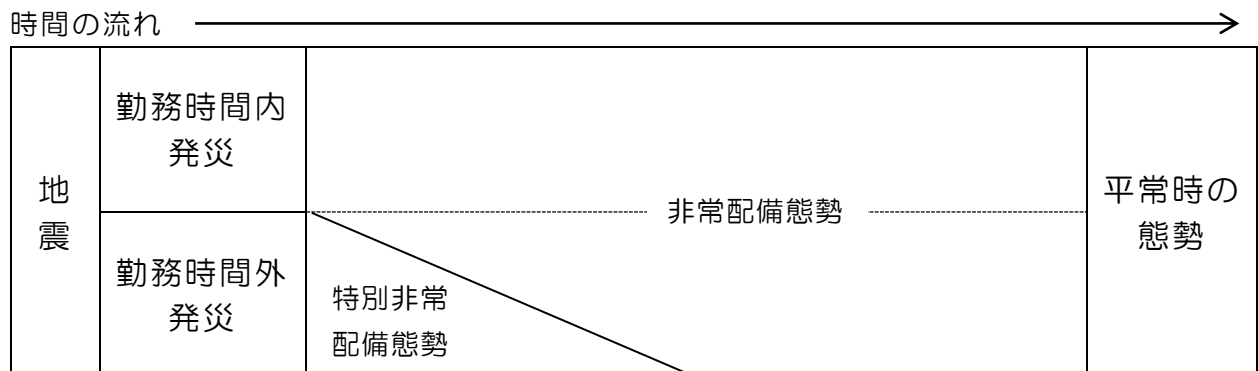 時間の流れ
地震
勤務時間内
発災
勤務時間外
発災
特別非常
配備態勢
非常配備態勢
平常時の
態勢